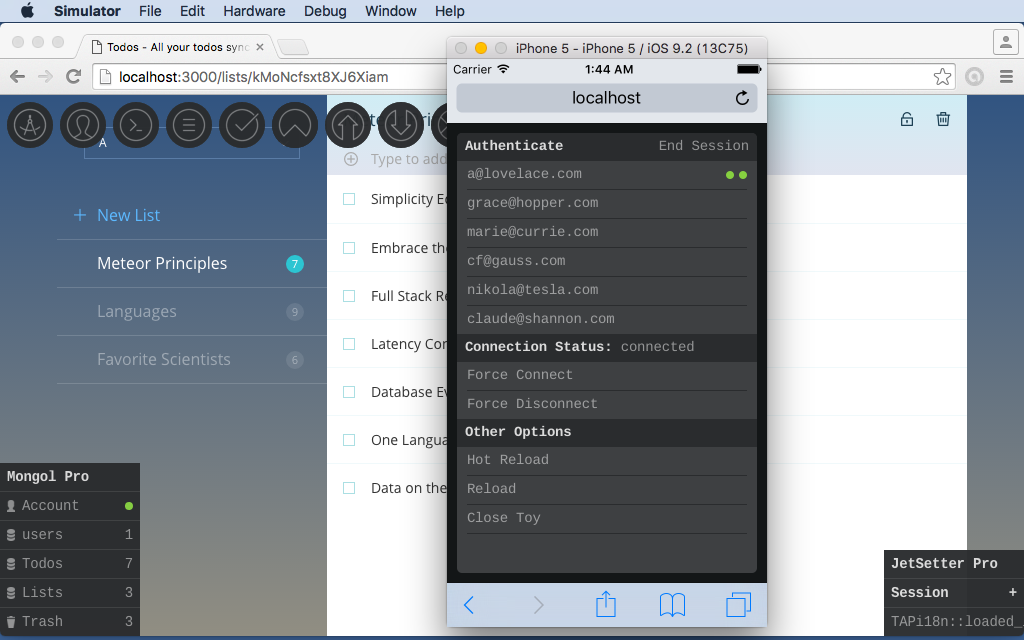 Simulator File Edit Hardware Debug Window Help
Todos - All your todos sync
localhost:3000/lists/kMoNcfsxt8XJ6Xiam
A
+ New List
Meteor Principles 7
Languages 9
Favorite Scientists 6
Type to add
Simplicity
Embrace the
Full Stack
Latency
Database
One
Data on the
iPhone 5 - iPhone 5 / iOS 9.2 (13C75)
Carrier 1:44 AM
localhost
Authenticate End Session
a@lovelace.com
grace@hopper.com
marie@currie.com
cf@gauss.com
nikola@tesla.com
claude@shannon.com
Connection Status: connected
Force Connect
Force Disconnect
Other Options
Hot Reload
Reload
Close Toy
Mongol Pro
Account
users 1
Todos 7
Lists 3
Trash 3
JetSetter Pro
Session +
TAPi18n::loaded_